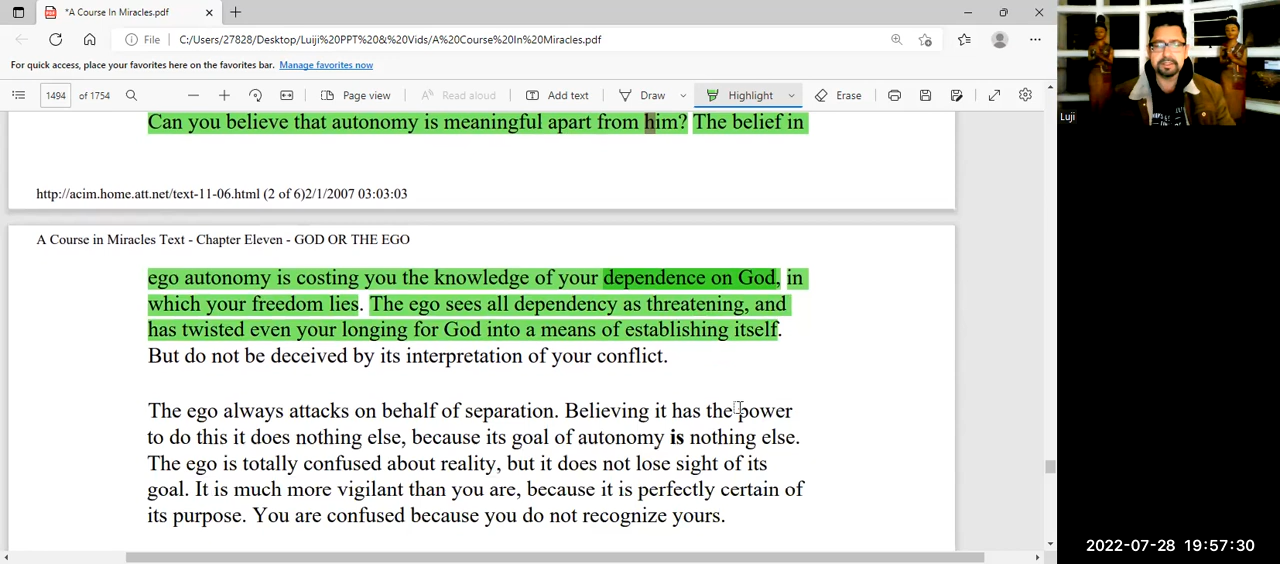 *A Course In Miracles.pdf
File | C:/Users/27828/Desktop/Luiji%20PPT%20&%20Vids/A%20Course%20In%20Miracles.pdf
For quick access, place your favorites here on the favorites bar. Manage favorites now
1494 of 1754 Page view Read aloud Add text Draw Highlight Erase
Can you believe that autonomy is meaningful apart from him? The belief in
http://acim.home.att.net/text-11-06.html (2 of 6)2/1/2007 03:03:03
A Course in Miracles Text - Chapter Eleven - GOD OR THE EGO
ego autonomy is costing you the knowledge of your dependence on God, in
which your freedom lies. The ego sees all dependency as threatening, and
has twisted even your longing for God into a means of establishing itself.
But do not be deceived by its interpretation of your conflict.
The ego always attacks on behalf of separation. Believing it has the power
to do this it does nothing else, because its goal of autonomy is nothing else.
The ego is totally confused about reality, but it does not lose sight of its
goal. It is much more vigilant than you are, because it is perfectly certain of
its purpose. You are confused because you do not recognize yours.
Luji
2022-07-28 19:57:30